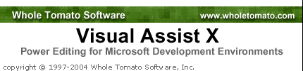 Whole Tomato Software www.wholetomato.com
Visual Assist X
Power Editing for Microsoft Development Environments
copyright © 1997-2004 Whole Tomato Software, Inc.